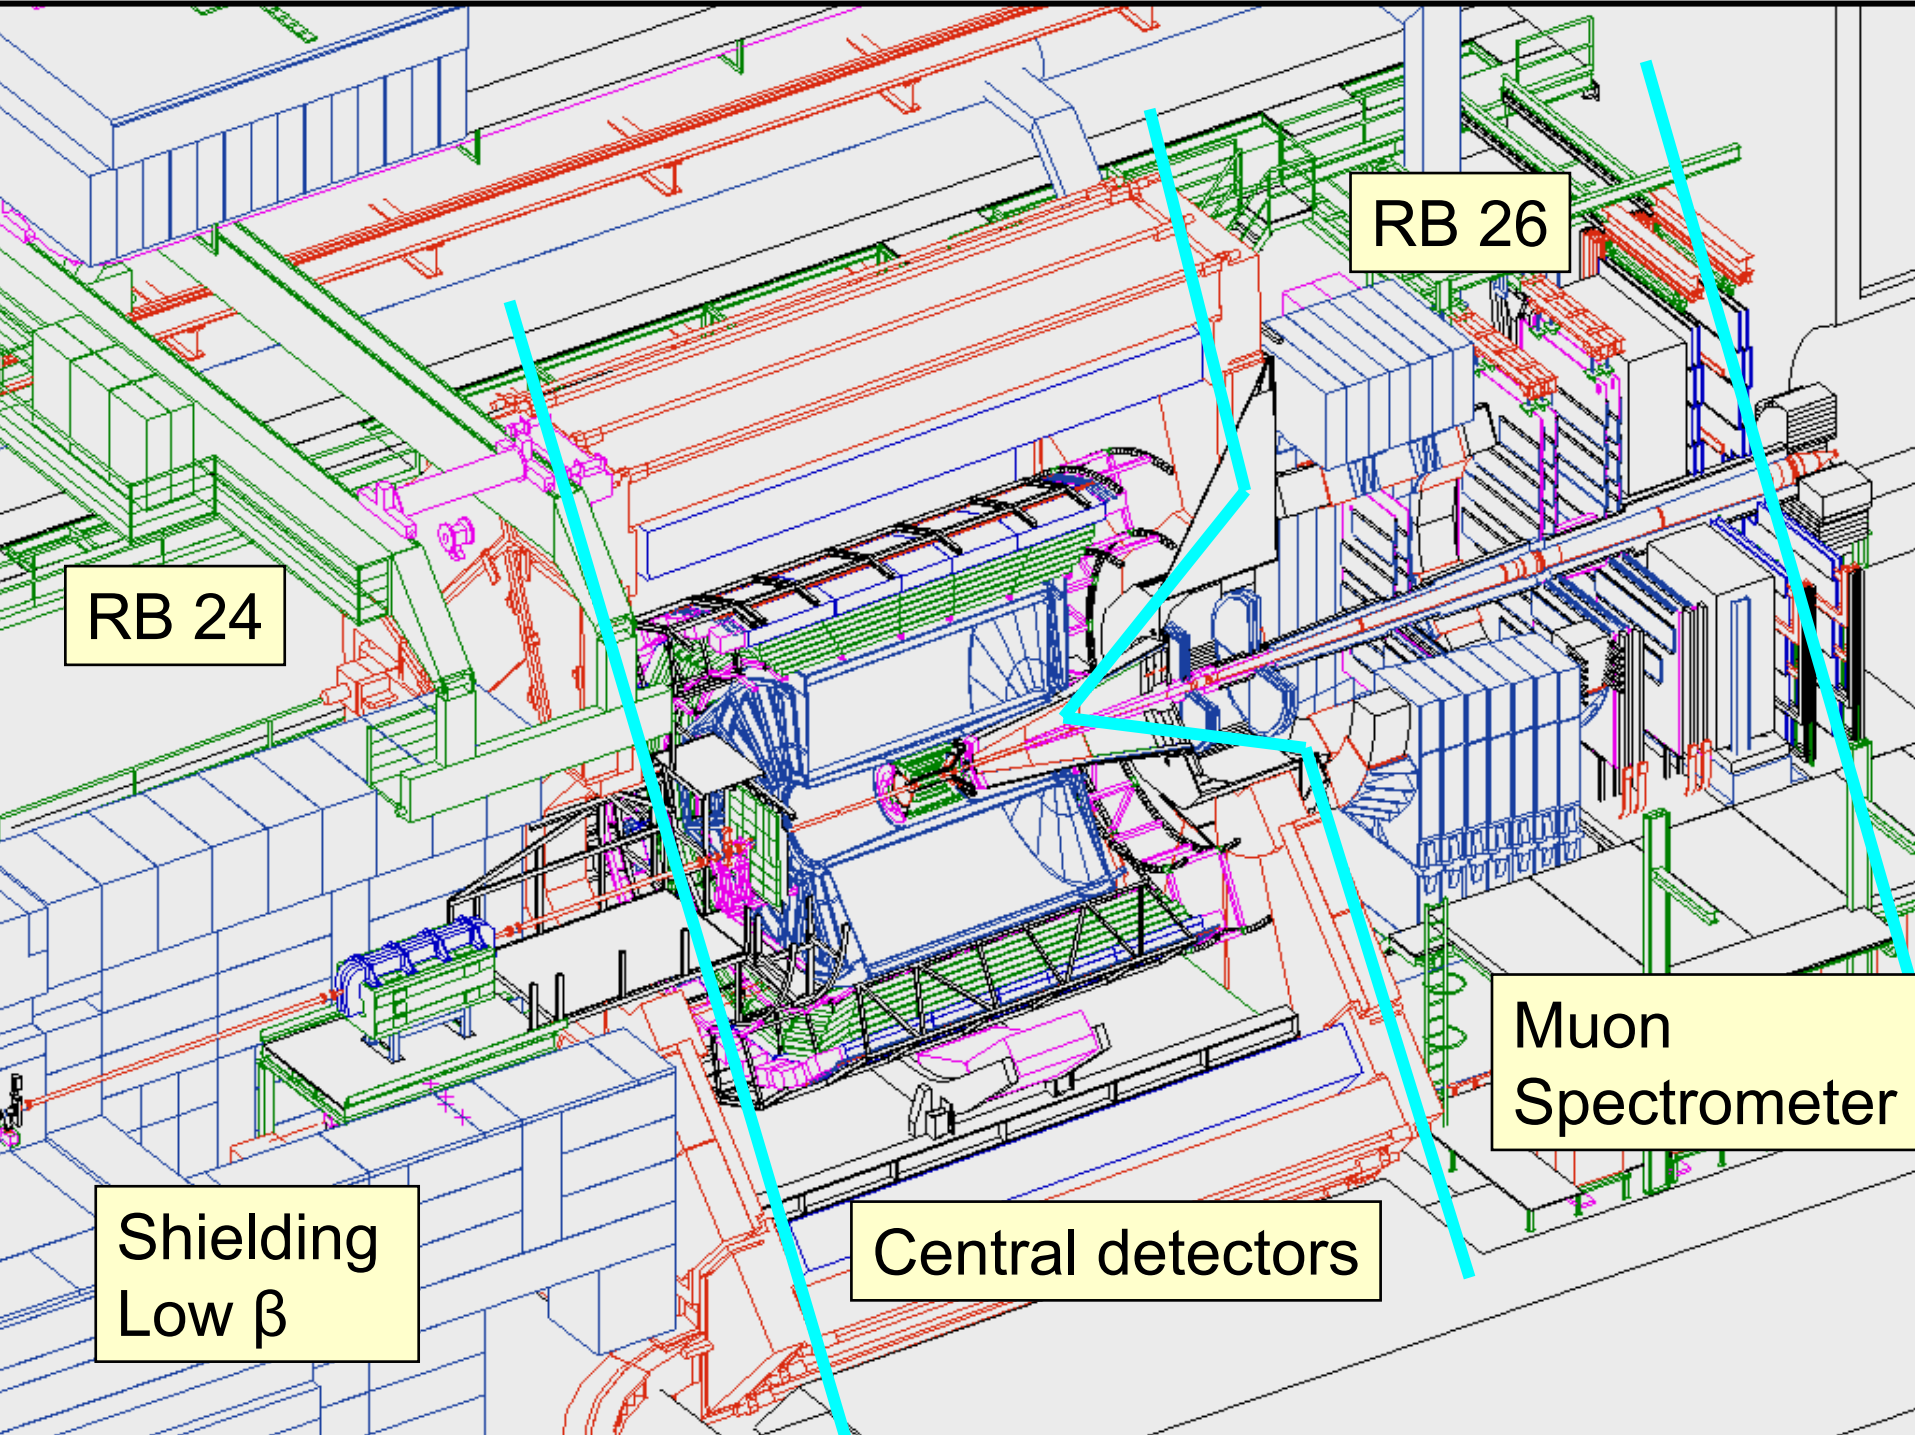 RB 26
RB 24
Muon
Spectrometer
Shielding
Low β
Central detectors